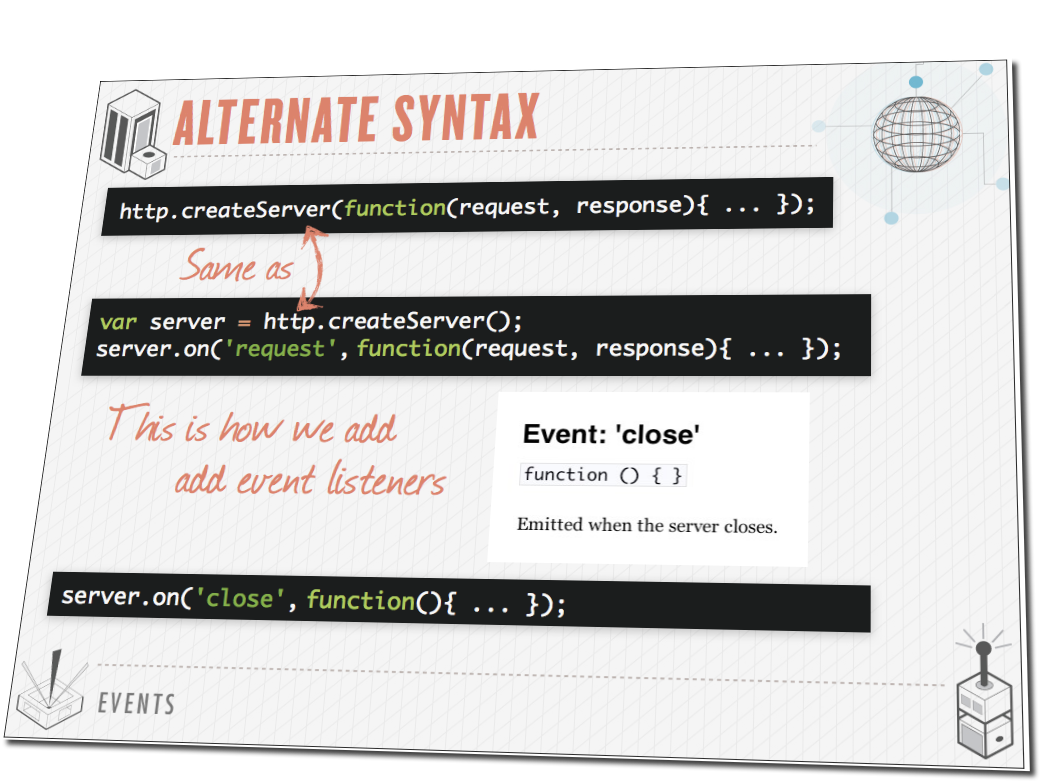 ALTERNATE SYNTAX
http.createServer(function(request, response){ ... });
Same as
var server = http.createServer();
server.on('request',function(request, response){ ... });
This is how we add
add event listeners
Event: 'close'
function () { }
Emitted when the server closes.
server.on('close',function(){ ... });
EVENTS